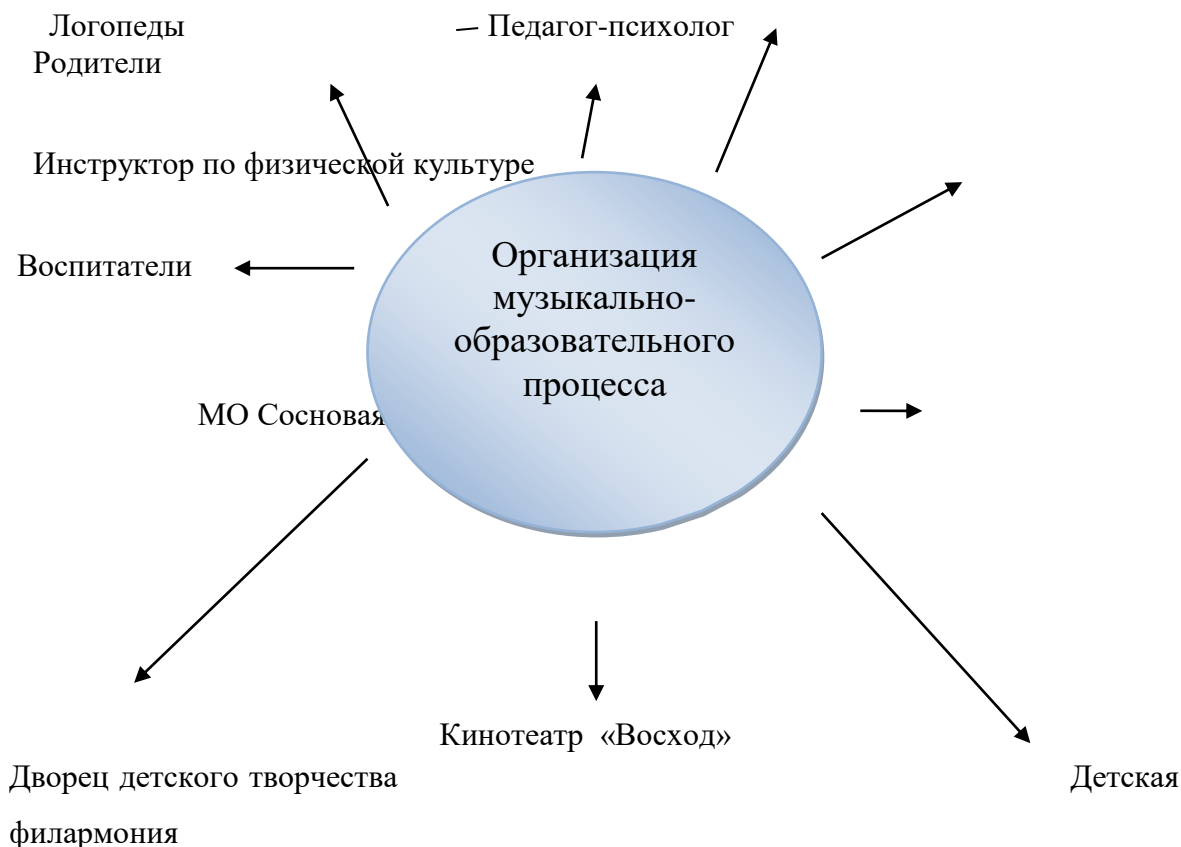 Логопеды — Педагог-психолог
Родители
Инструктор по физической культуре
Организация
музыкально-
образовательного
процесса
Воспитатели
МО Сосновая
Кинотеатр «Восход»
Дворец детского творчества Детская
филармония